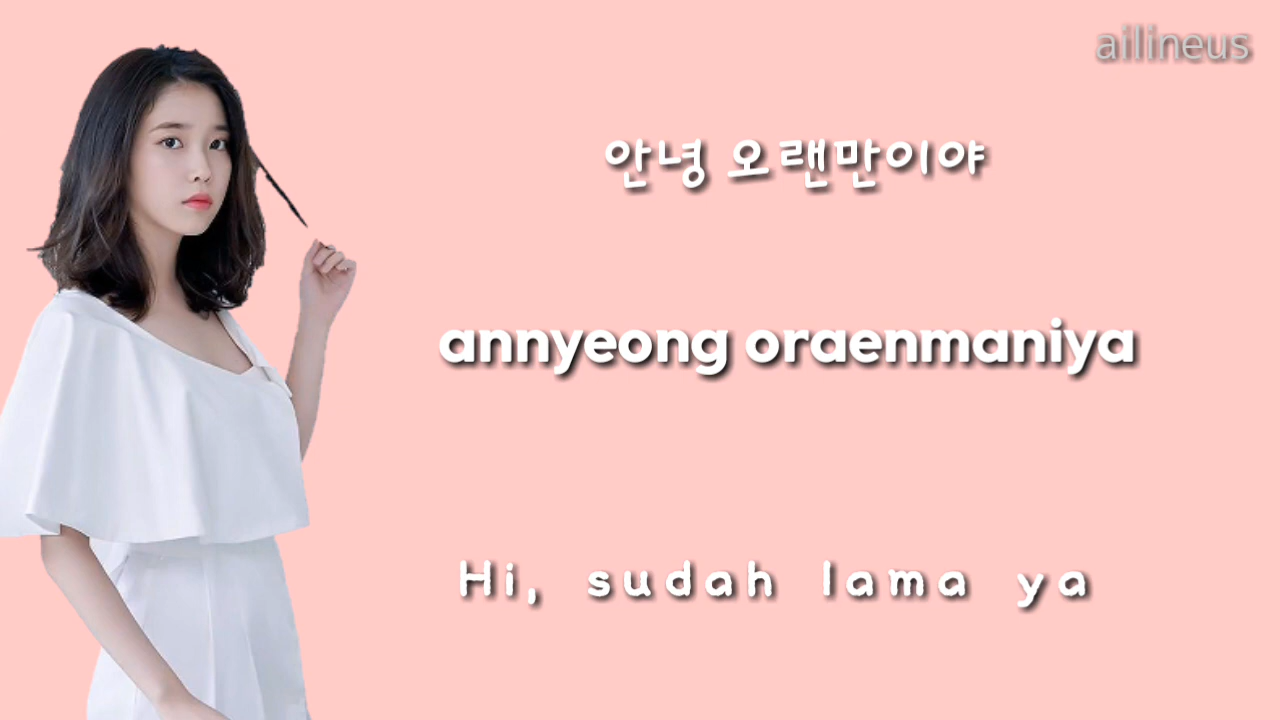 ailineus
안녕 오랜만이야
annyeong oraenmaniya
Hi, sudah lama ya